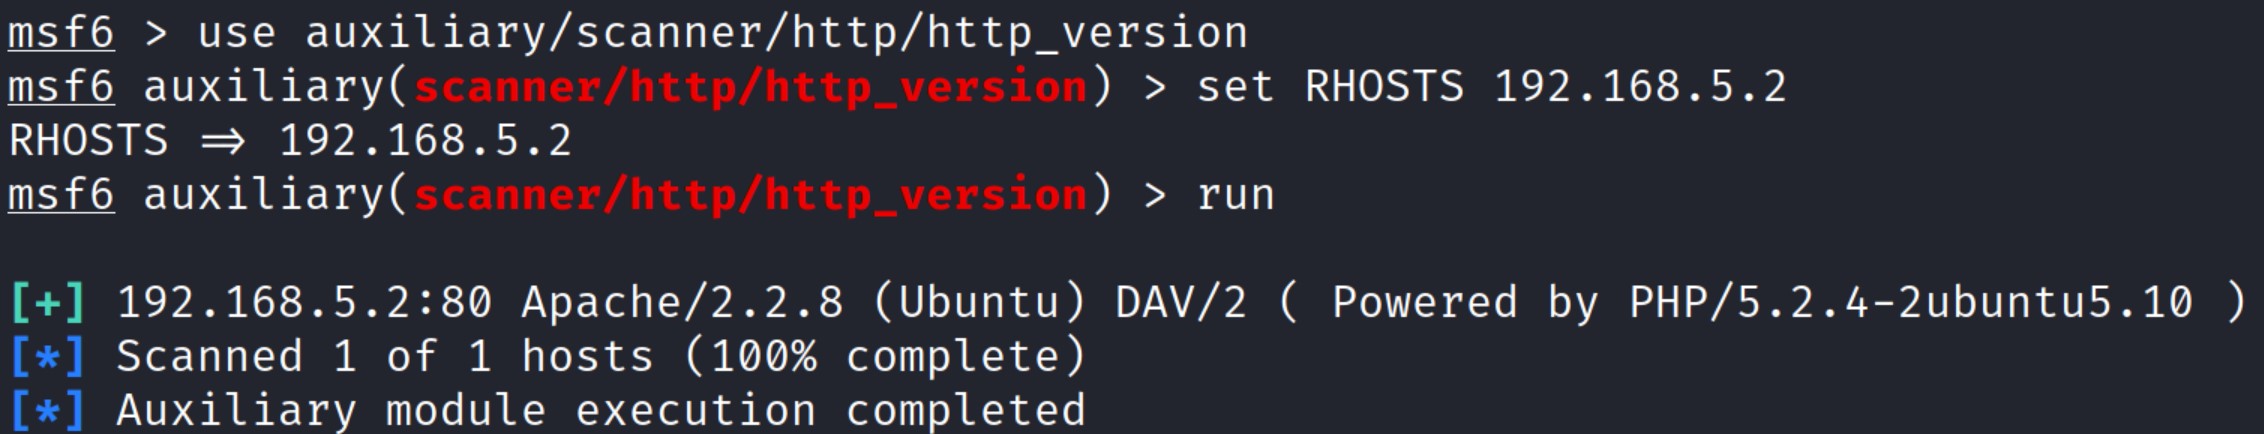 msf6 > use auxiliary/scanner/http/http_version
msf6 auxiliary(scanner/http/http_version) > set RHOSTS 192.168.5.2
RHOSTS ⇒ 192.168.5.2
msf6 auxiliary(scanner/http/http_version) > run
[+] 192.168.5.2:80 Apache/2.2.8 (Ubuntu) DAV/2 ( Powered by PHP/5.2.4-2ubuntu5.10 )
[*] Scanned 1 of 1 hosts (100% complete)
[*] Auxiliary module execution completed